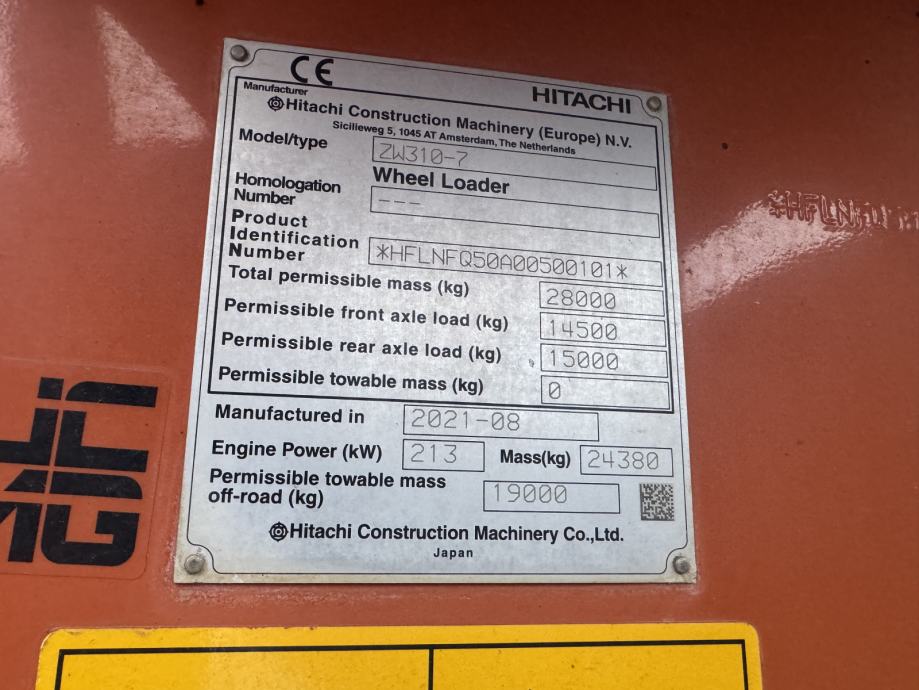 CE
HITACHI
Manufacturer
Hitachi Construction Machinery (Europe) N.V.
Sicilieweg 5, 1045 AT Amsterdam, The Netherlands
Model/type ZW310-7
Wheel Loader
Homologation
Number ---
Product
Identification
Number *HFLNFQ50A00500101*
Total permissible mass (kg) 28000
Permissible front axle load (kg) 14500
Permissible rear axle load (kg) 15000
Permissible towable mass (kg) 0
Manufactured in 2021-08
Engine Power (kW) 213 Mass(kg) 24380
Permissible towable mass
off-road (kg) 19000
Hitachi Construction Machinery Co.,Ltd.
Japan